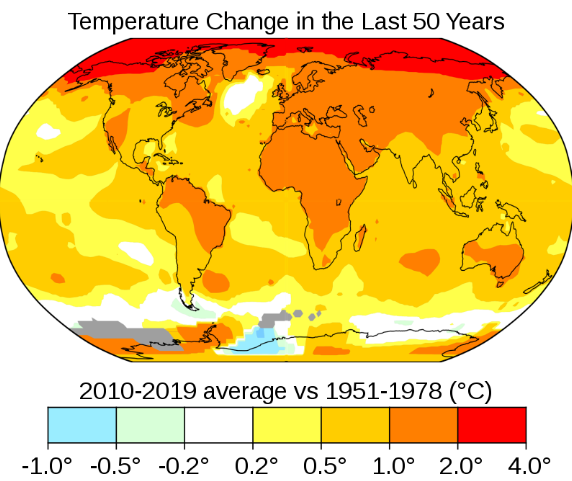 Temperature Change in the Last 50 Years
2010-2019 average vs 1951-1978 (°C)
-1.0° -0.5° -0.2° 0.2° 0.5° 1.0° 2.0° 4.0°